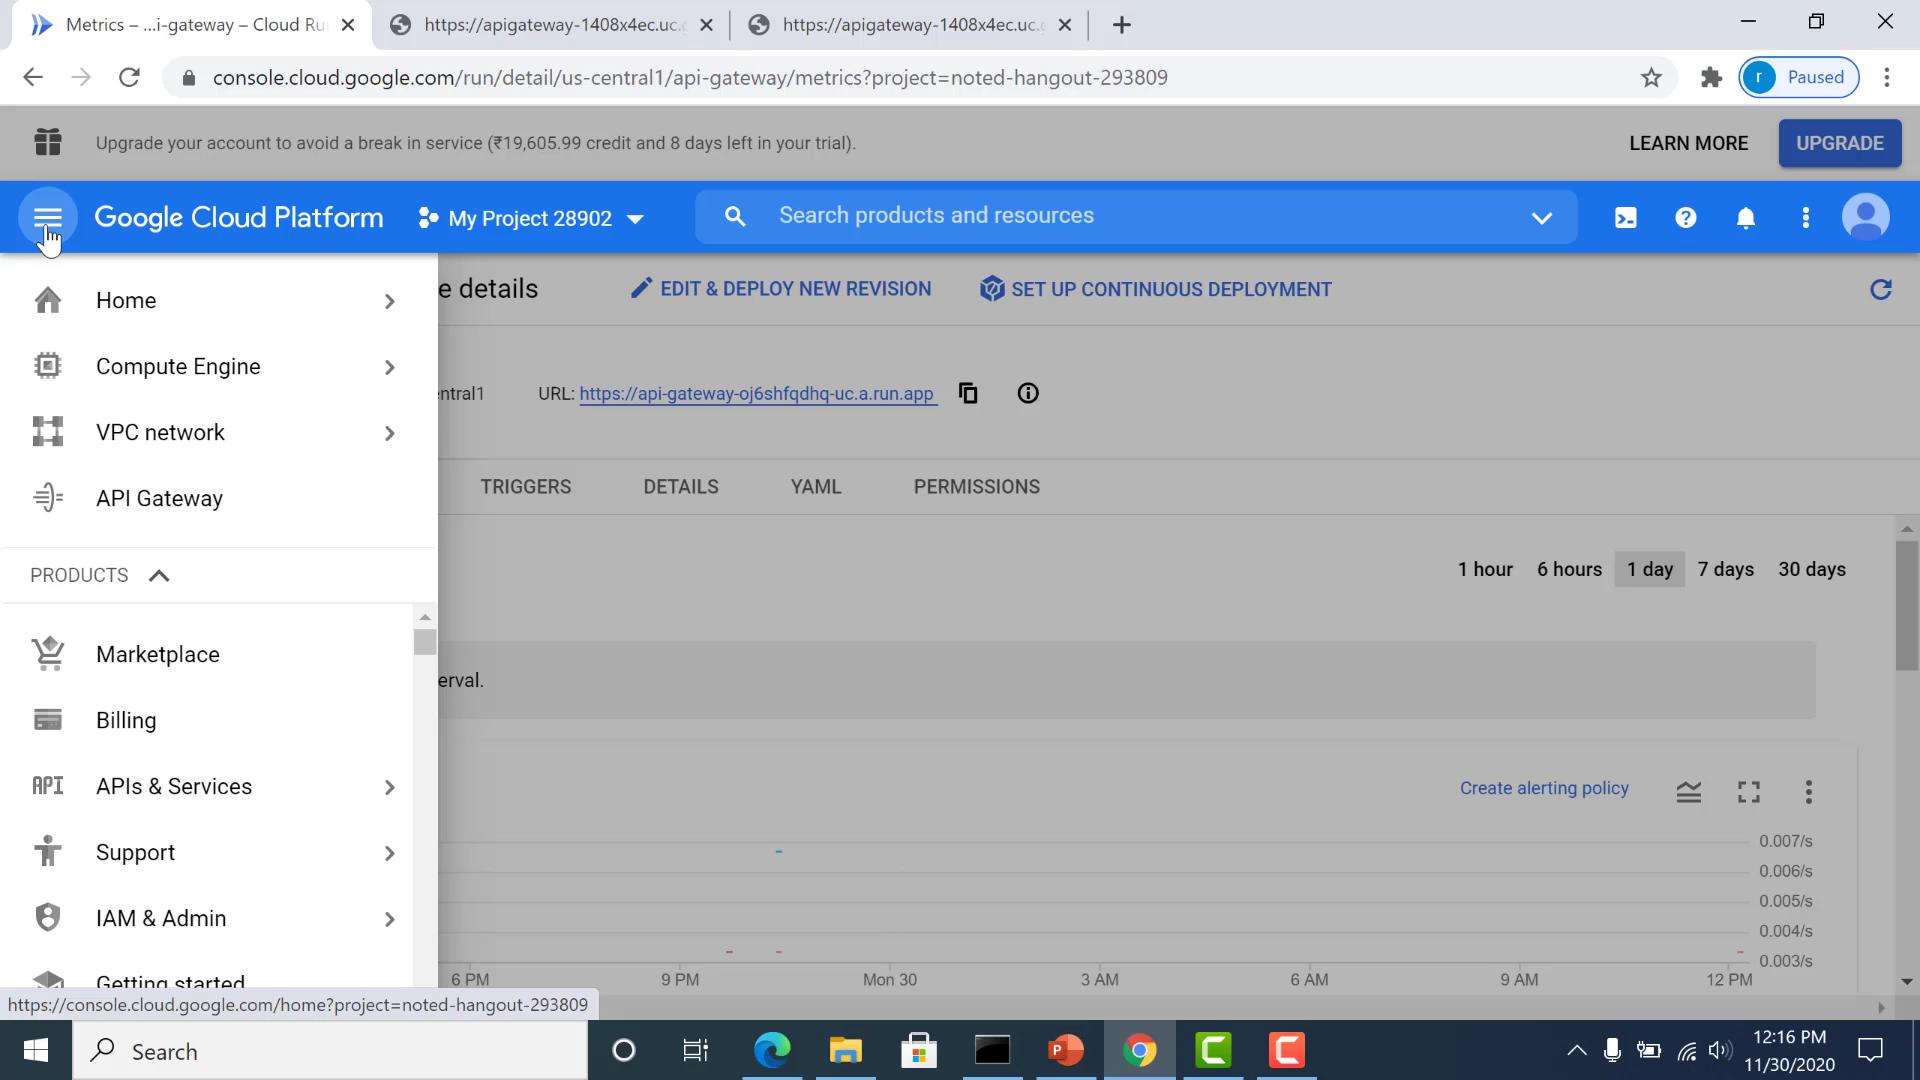 Metrics – ...i-gateway – Cloud Ru
https://apigateway-1408x4ec.uc.
https://apigateway-1408x4ec.uc.
console.cloud.google.com/run/detail/us-central1/api-gateway/metrics?project=noted-hangout-293809
r Paused
Upgrade your account to avoid a break in service (₹19,605.99 credit and 8 days left in your trial).
LEARN MORE
UPGRADE
Google Cloud Platform
My Project 28902
Search products and resources
Home
Compute Engine
VPC network
API Gateway
PRODUCTS
Marketplace
Billing
API APIs & Services
Support
IAM & Admin
Getting started
e details
EDIT & DEPLOY NEW REVISION
SET UP CONTINUOUS DEPLOYMENT
entral1
URL: https://api-gateway-oj6shfqdhq-uc.a.run.app
TRIGGERS
DETAILS
YAML
PERMISSIONS
1 hour
6 hours
1 day
7 days
30 days
erval.
Create alerting policy
0.007/s
0.006/s
0.005/s
0.004/s
0.003/s
6 PM
9 PM
Mon 30
3 AM
6 AM
9 AM
12 PM
https://console.cloud.google.com/home?project=noted-hangout-293809
Search
12:16 PM
11/30/2020